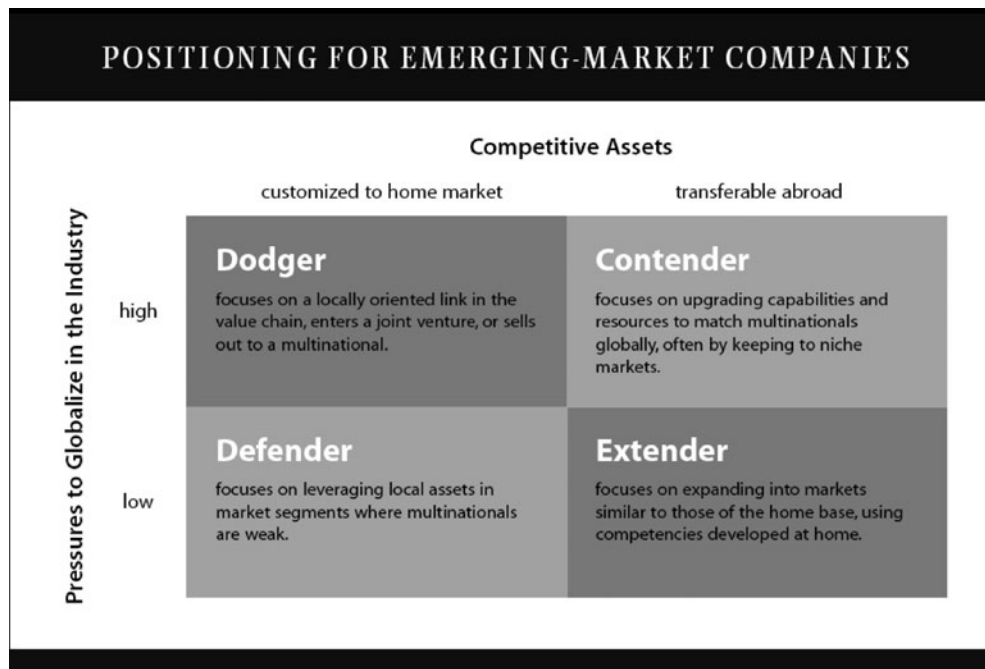 POSITIONING FOR EMERGING-MARKET COMPANIES
Competitive Assets
customized to home market
transferable abroad
Pressures to Globalize in the Industry
high
Dodger
focuses on a locally oriented link in the
value chain, enters a joint venture, or sells
out to a multinational.
Contender
focuses on upgrading capabilities and
resources to match multinationals
globally, often by keeping to niche
markets.
low
Defender
focuses on leveraging local assets in
market segments where multinationals
are weak.
Extender
focuses on expanding into markets
similar to those of the home base, using
competencies developed at home.